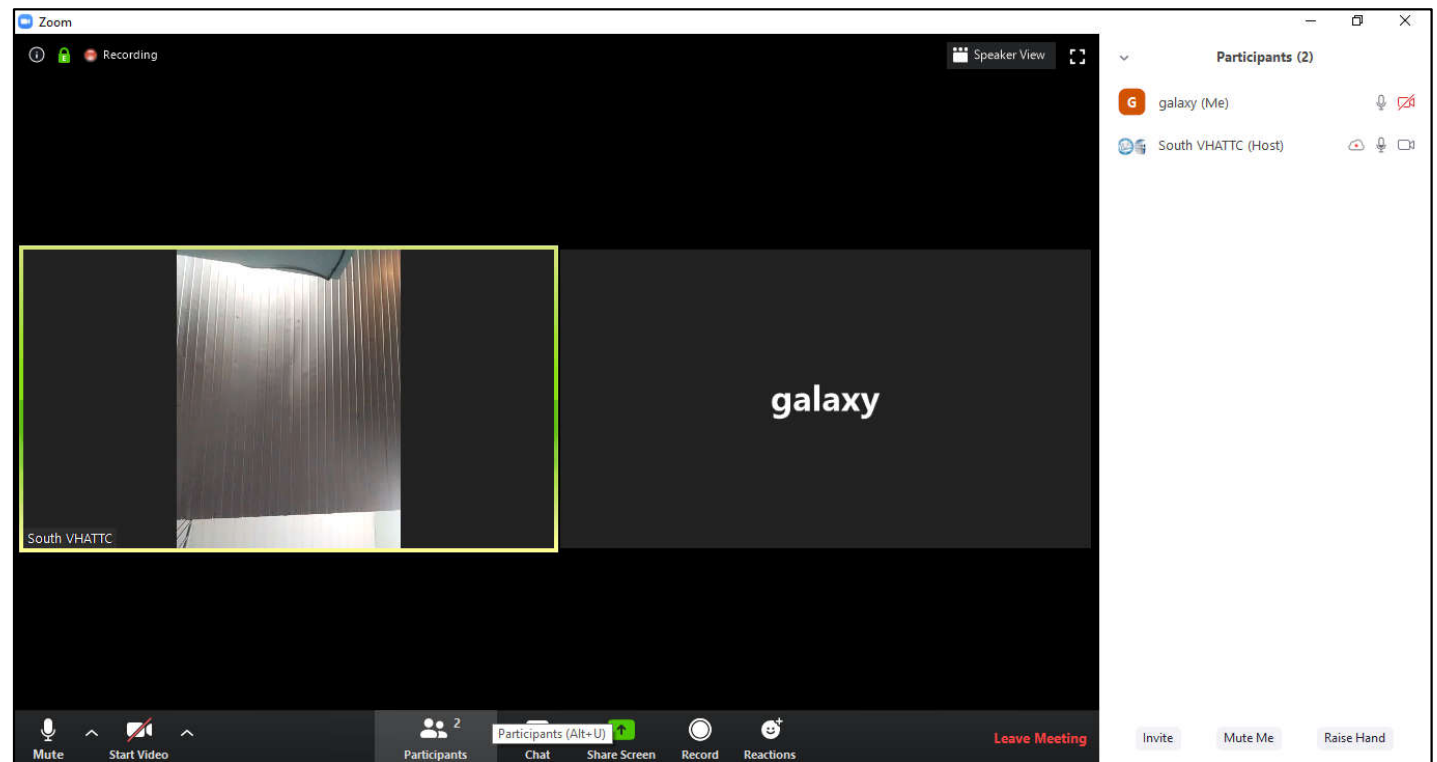 Zoom
Recording
Speaker View
Participants (2)
G galaxy (Me)
South VHATTC (Host)
galaxy
South VHATTC
2
Participants (Alt+U)
Mute Start Video Participants Chat Share Screen Record Reactions Leave Meeting
Invite Mute Me Raise Hand